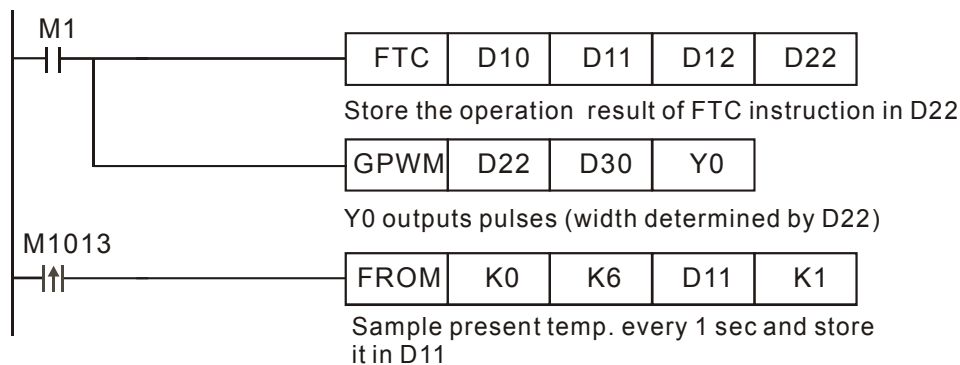 M1
FTC D10 D11 D12 D22
Store the operation result of FTC instruction in D22
GPWM D22 D30 Y0
Y0 outputs pulses (width determined by D22)
M1013
FROM K0 K6 D11 K1
Sample present temp. every 1 sec and store
it in D11